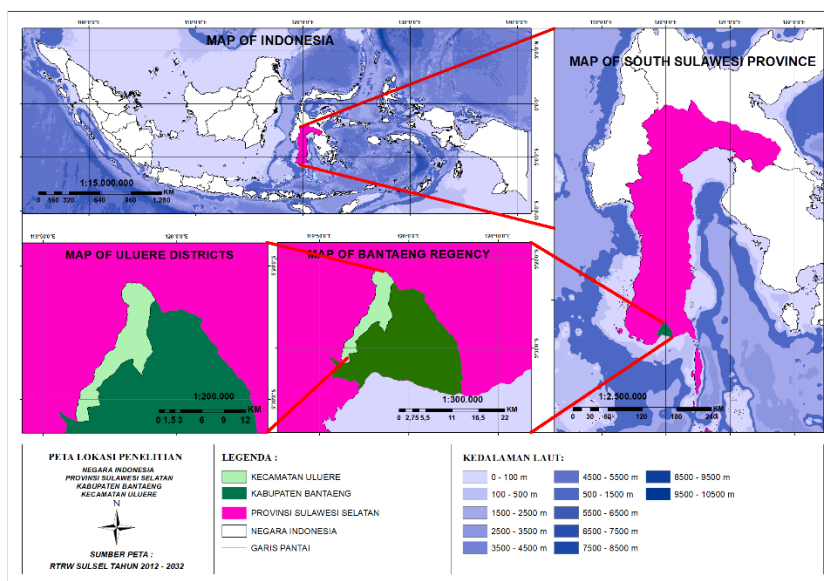 MAP OF INDONESIA
1:15.000.000
KM
0 160 320 640 960 1.280
MAP OF SOUTH SULAWESI PROVINCE
1:2.500.000
KM
0 30 60 120 180 240
MAP OF ULUERE DISTRICTS
1:200.000
KM
0 1,5 3 6 9 12
MAP OF BANTAENG REGENCY
1:300.000
KM
0 2,75 5,5 11 16,5 22
PETA LOKASI PENELITIAN
NEGARA INDONESIA
PROVINSI SULAWESI SELATAN
KABUPATEN BANTAENG
KECAMATAN ULUERE
SUMBER PETA :
RTRW SULSEL TAHUN 2012 - 2032
LEGENDA :
KECAMATAN ULUERE
KABUPATEN BANTAENG
PROVINSI SULAWESI SELATAN
NEGARA INDONESIA
GARIS PANTAI
KEDALAMAN LAUT:
0 - 100 m
100 - 500 m
1500 - 2500 m
2500 - 3500 m
3500 - 4500 m
4500 - 5500 m
500 - 1500 m
5500 - 6500 m
6500 - 7500 m
7500 - 8500 m
8500 - 9500 m
9500 - 10500 m